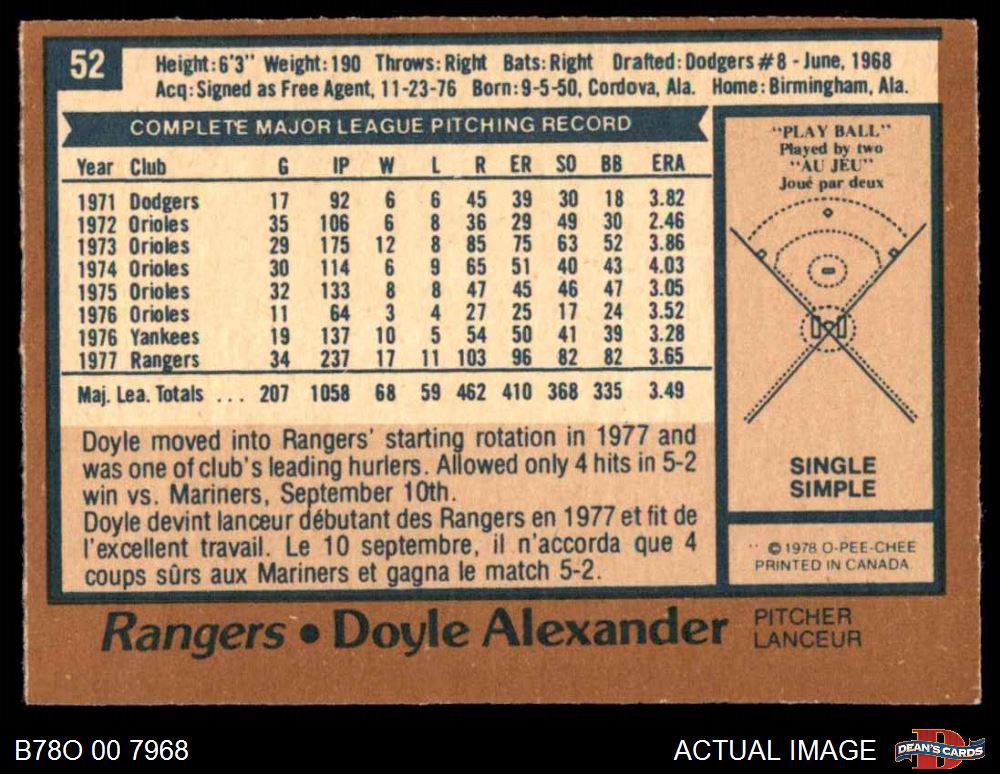 52
Height:6'3" Weight:190 Throws:Right Bats:Right Drafted:Dodgers #8 - June, 1968
Acq:Signed as Free Agent, 11-23-76 Born:9-5-50, Cordova, Ala. Home:Birmingham, Ala.
COMPLETE MAJOR LEAGUE PITCHING RECORD
Year Club G IP W L R ER SO BB ERA
1971 Dodgers 17 92 6 6 45 39 30 18 3.82
1972 Orioles 35 106 6 8 36 29 49 30 2.46
1973 Orioles 29 175 12 8 85 75 63 52 3.86
1974 Orioles 30 114 6 9 65 51 40 43 4.03
1975 Orioles 32 133 8 8 47 45 46 47 3.05
1976 Orioles 11 64 3 4 27 25 17 24 3.52
1976 Yankees 19 137 10 5 54 50 41 39 3.28
1977 Rangers 34 237 17 11 103 96 82 82 3.65
Maj. Lea. Totals ... 207 1058 68 59 462 410 368 335 3.49
Doyle moved into Rangers' starting rotation in 1977 and
was one of club's leading hurlers. Allowed only 4 hits in 5-2
win vs. Mariners, September 10th.
Doyle devint lanceur débutant des Rangers en 1977 et fit de
l'excellent travail. Le 10 septembre, il n'accorda que 4
coups sûrs aux Mariners et gagna le match 5-2.
"PLAY BALL"
Played by two
"AU JEU"
Joué par deux
SINGLE
SIMPLE
© 1978 O-PEE-CHEE
PRINTED IN CANADA
Rangers • Doyle Alexander
PITCHER
LANCEUR
B78O 00 7968
ACTUAL IMAGE
DEAN'S CARDS